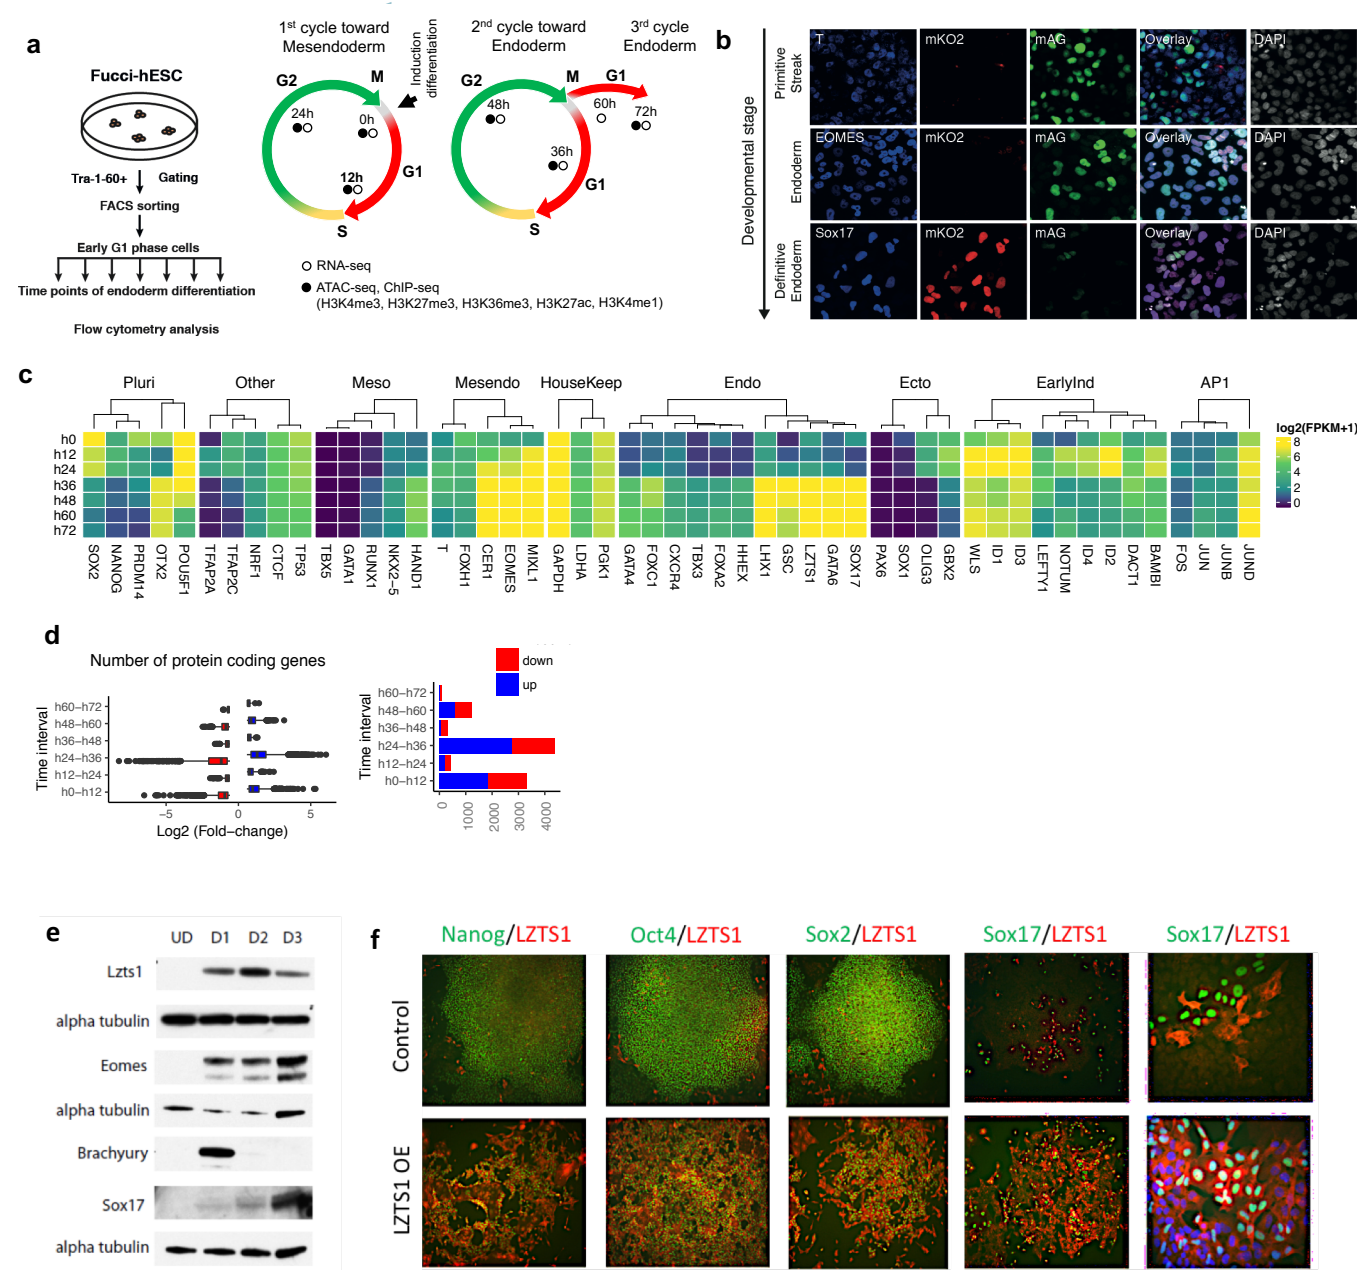 a
Fucci-hESC
Tra-1-60+
Gating
FACS sorting
Early G1 phase cells
Time points of endoderm differentiation
Flow cytometry analysis
1st cycle toward
Mesendoderm
2nd cycle toward
Endoderm
3rd cycle
Endoderm
Induction
differentiation
G2
M
24h
0h
12h
G1
S
G2
M
G1
48h
60h
72h
36h
G1
S
RNA-seq
ATAC-seq, ChIP-seq
(H3K4me3, H3K27me3, H3K36me3, H3K27ac, H3K4me1)
b
Developmental stage
Primitive
Streak
T
mKO2
mAG
Overlay
DAPI
Endoderm
EOMES
mKO2
mAG
Overlay
DAPI
Definitive
Endoderm
Sox17
mKO2
mAG
Overlay
DAPI
c
Pluri
Other
Meso
Mesendo
HouseKeep
Endo
Ecto
EarlyInd
AP1
h0
h12
h24
h36
h48
h60
h72
log2(FPKM+1)
8
6
4
2
0
SOX2
NANOG
PRDM14
OTX2
POU5F1
TFAP2A
TFAP2C
NRF1
CTCF
TP53
TBX5
GATA1
RUNX1
NKX2-5
HAND1
T
FOXH1
CER1
EOMES
MIXL1
GAPDH
LDHA
PGK1
GATA4
FOXC1
CXCR4
TBX3
FOXA2
HHEX
LHX1
GSC
LZTS1
GATA6
SOX17
PAX6
SOX1
OLIG3
GBX2
WLS
ID1
ID3
LEFTY1
NOTUM
ID4
ID2
DACT1
BAMBI
FOS
JUN
JUNB
JUND
d
Number of protein coding genes
Time interval
h60-h72
h48-h60
h36-h48
h24-h36
h12-h24
h0-h12
-5
0
5
Log2 (Fold-change)
down
up
Time interval
h60-h72
h48-h60
h36-h48
h24-h36
h12-h24
h0-h12
0
1000
2000
3000
4000
e
UD D1 D2 D3
Lzts1
alpha tubulin
Eomes
alpha tubulin
Brachyury
Sox17
alpha tubulin
f
Nanog/LZTS1
Oct4/LZTS1
Sox2/LZTS1
Sox17/LZTS1
Sox17/LZTS1
Control
LZTS1 OE